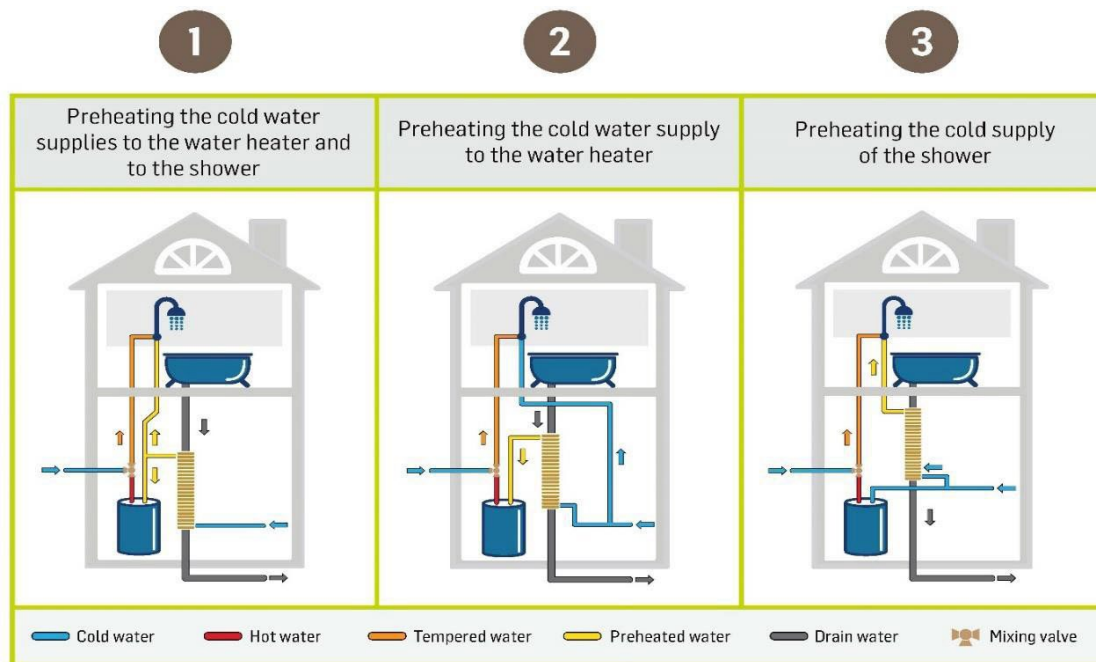 1
2
3
Preheating the cold water
supplies to the water heater and
to the shower
Preheating the cold water supply
to the water heater
Preheating the cold supply
of the shower
Cold water
Hot water
Tempered water
Preheated water
Drain water
Mixing valve